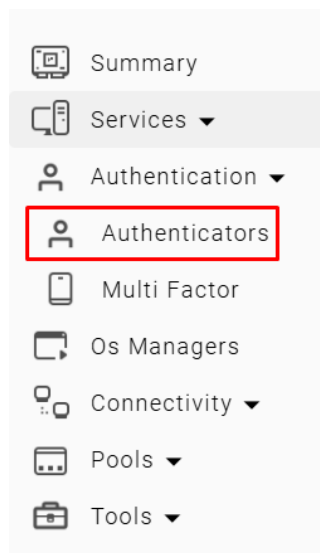 Summary
Services
Authentication
Authenticators
Multi Factor
Os Managers
Connectivity
Pools
Tools